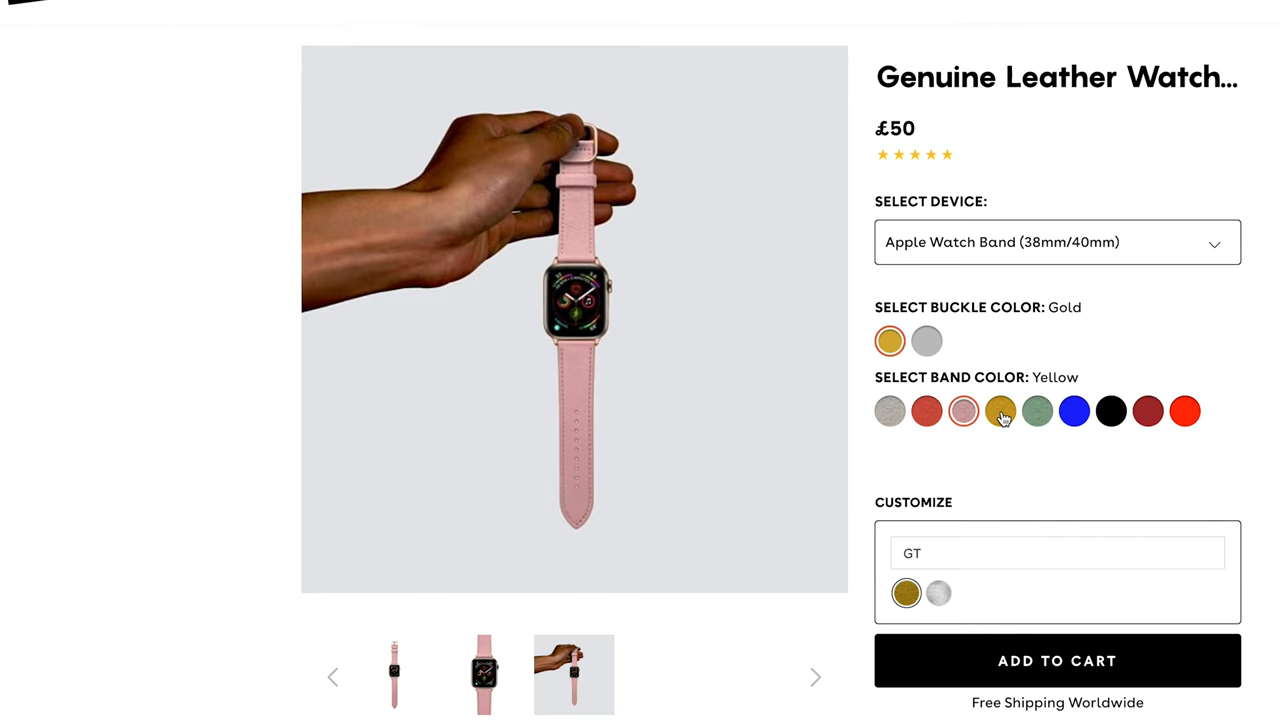 Genuine Leather Watch...
£50
SELECT DEVICE:
Apple Watch Band (38mm/40mm)
SELECT BUCKLE COLOR: Gold
SELECT BAND COLOR: Yellow
CUSTOMIZE
GT
ADD TO CART
Free Shipping Worldwide